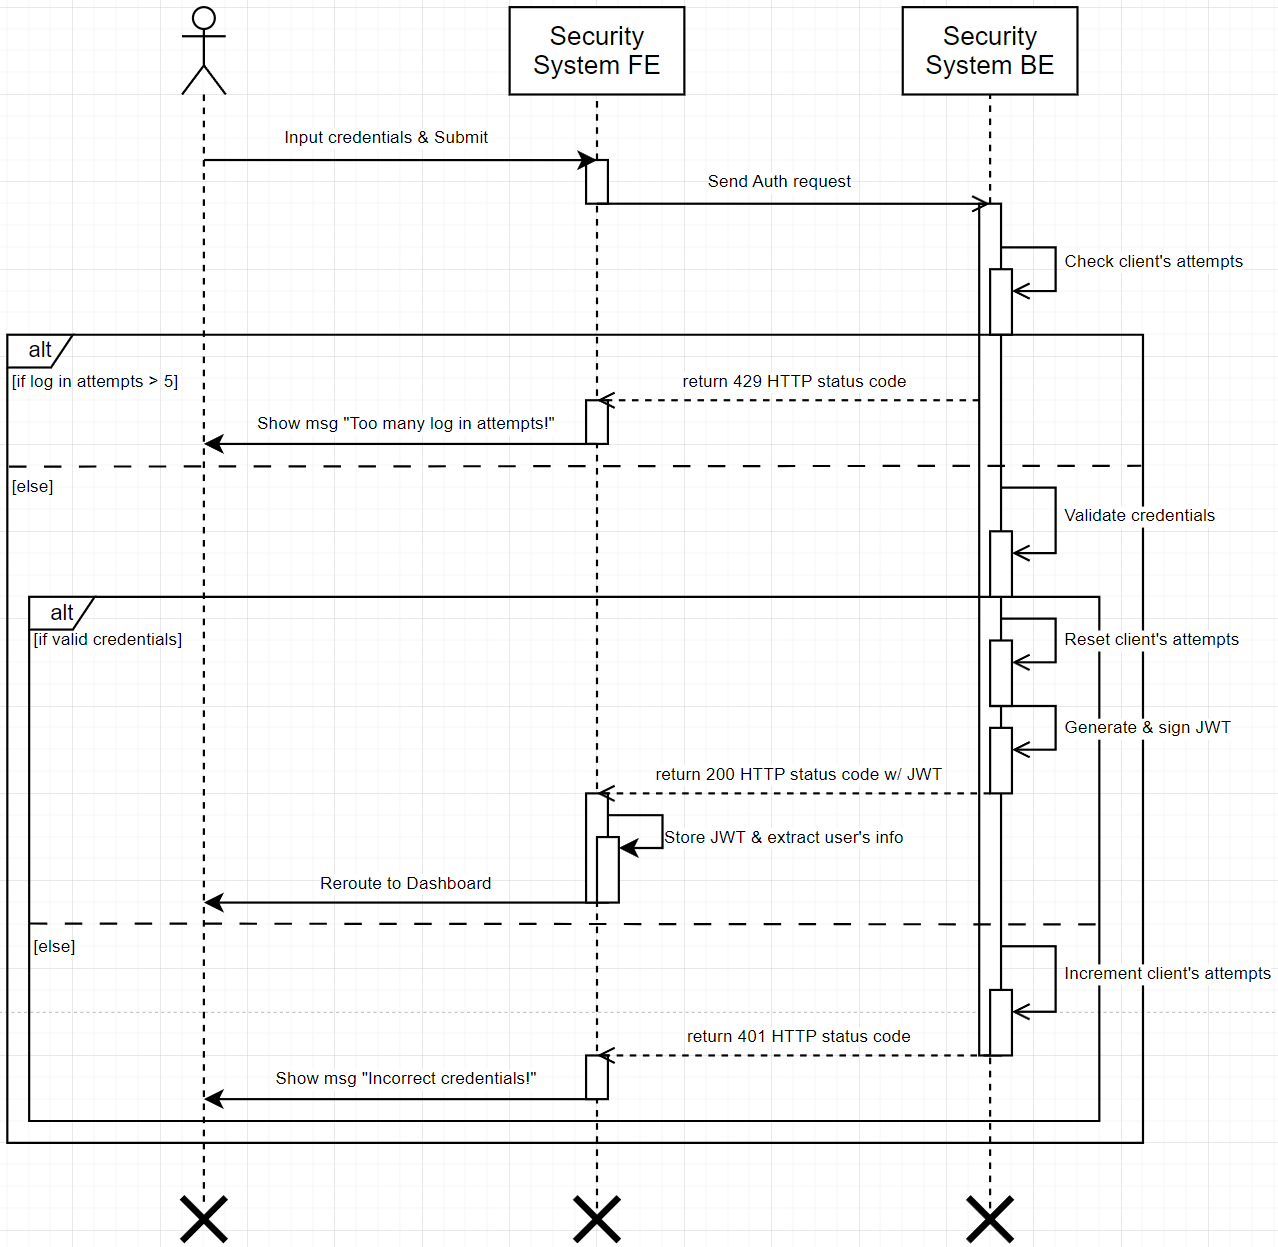 Security
System FE
Security
System BE
Input credentials & Submit
Send Auth request
Check client's attempts
alt
[if log in attempts > 5]
return 429 HTTP status code
Show msg "Too many log in attempts!"
[else]
Validate credentials
alt
[if valid credentials]
Reset client's attempts
Generate & sign JWT
return 200 HTTP status code w/ JWT
Store JWT & extract user's info
Reroute to Dashboard
[else]
Increment client's attempts
return 401 HTTP status code
Show msg "Incorrect credentials!"